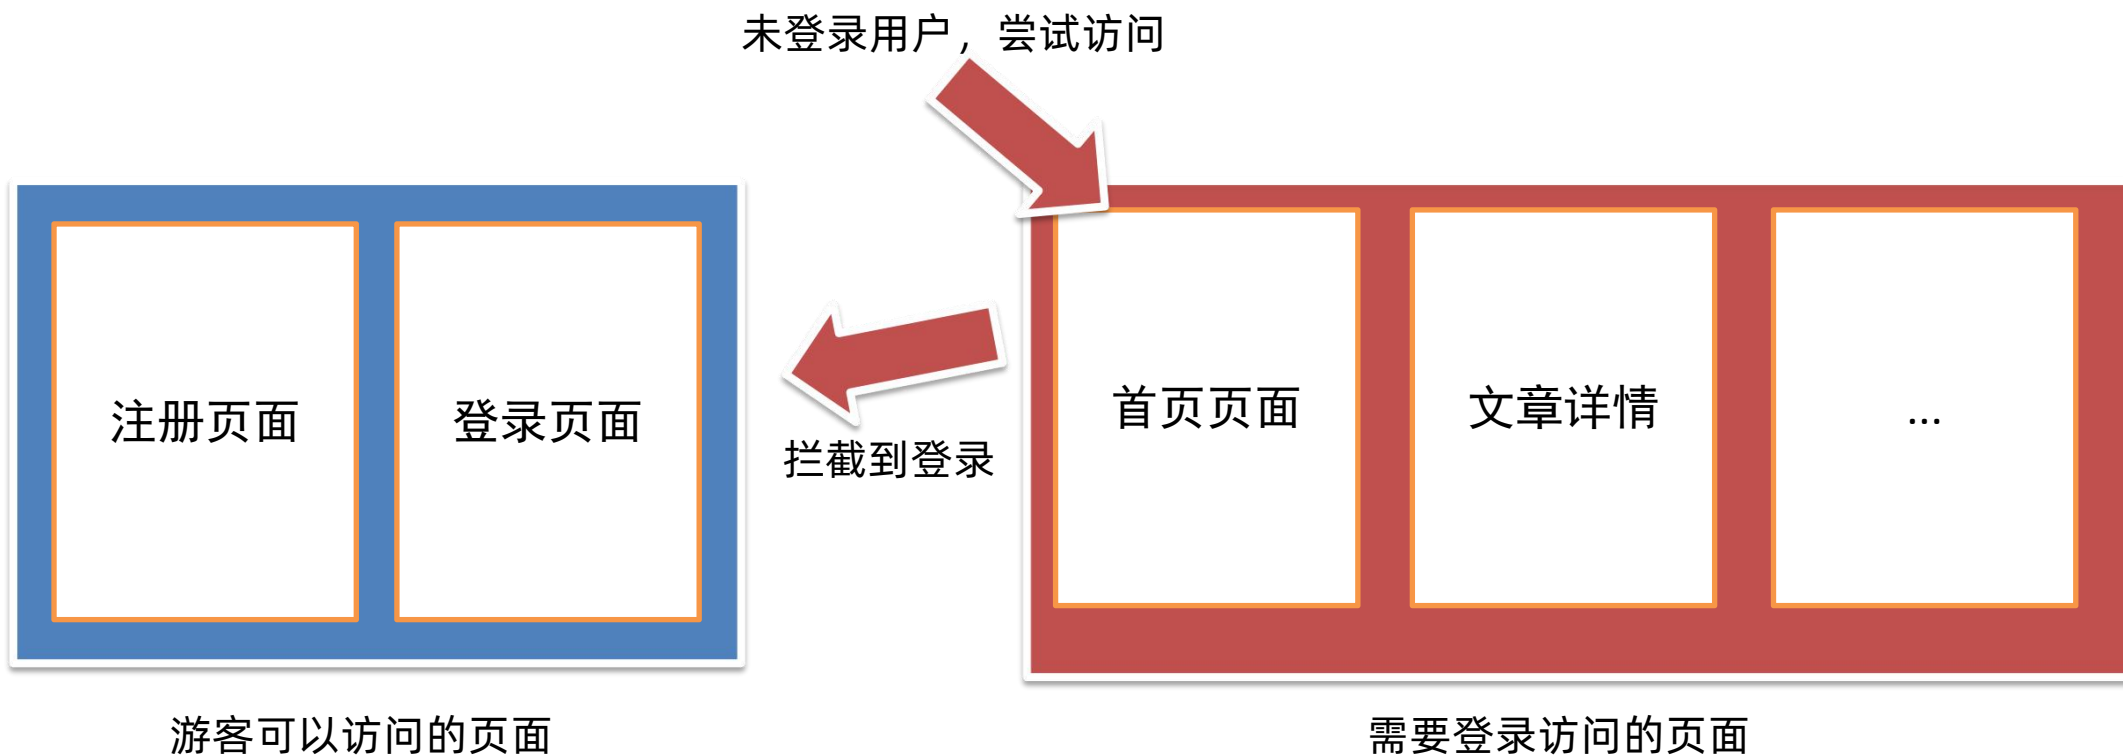 未登录用户，尝试访问
注册页面
登录页面
拦截到登录
首页页面
文章详情
...
游客可以访问的页面
需要登录访问的页面